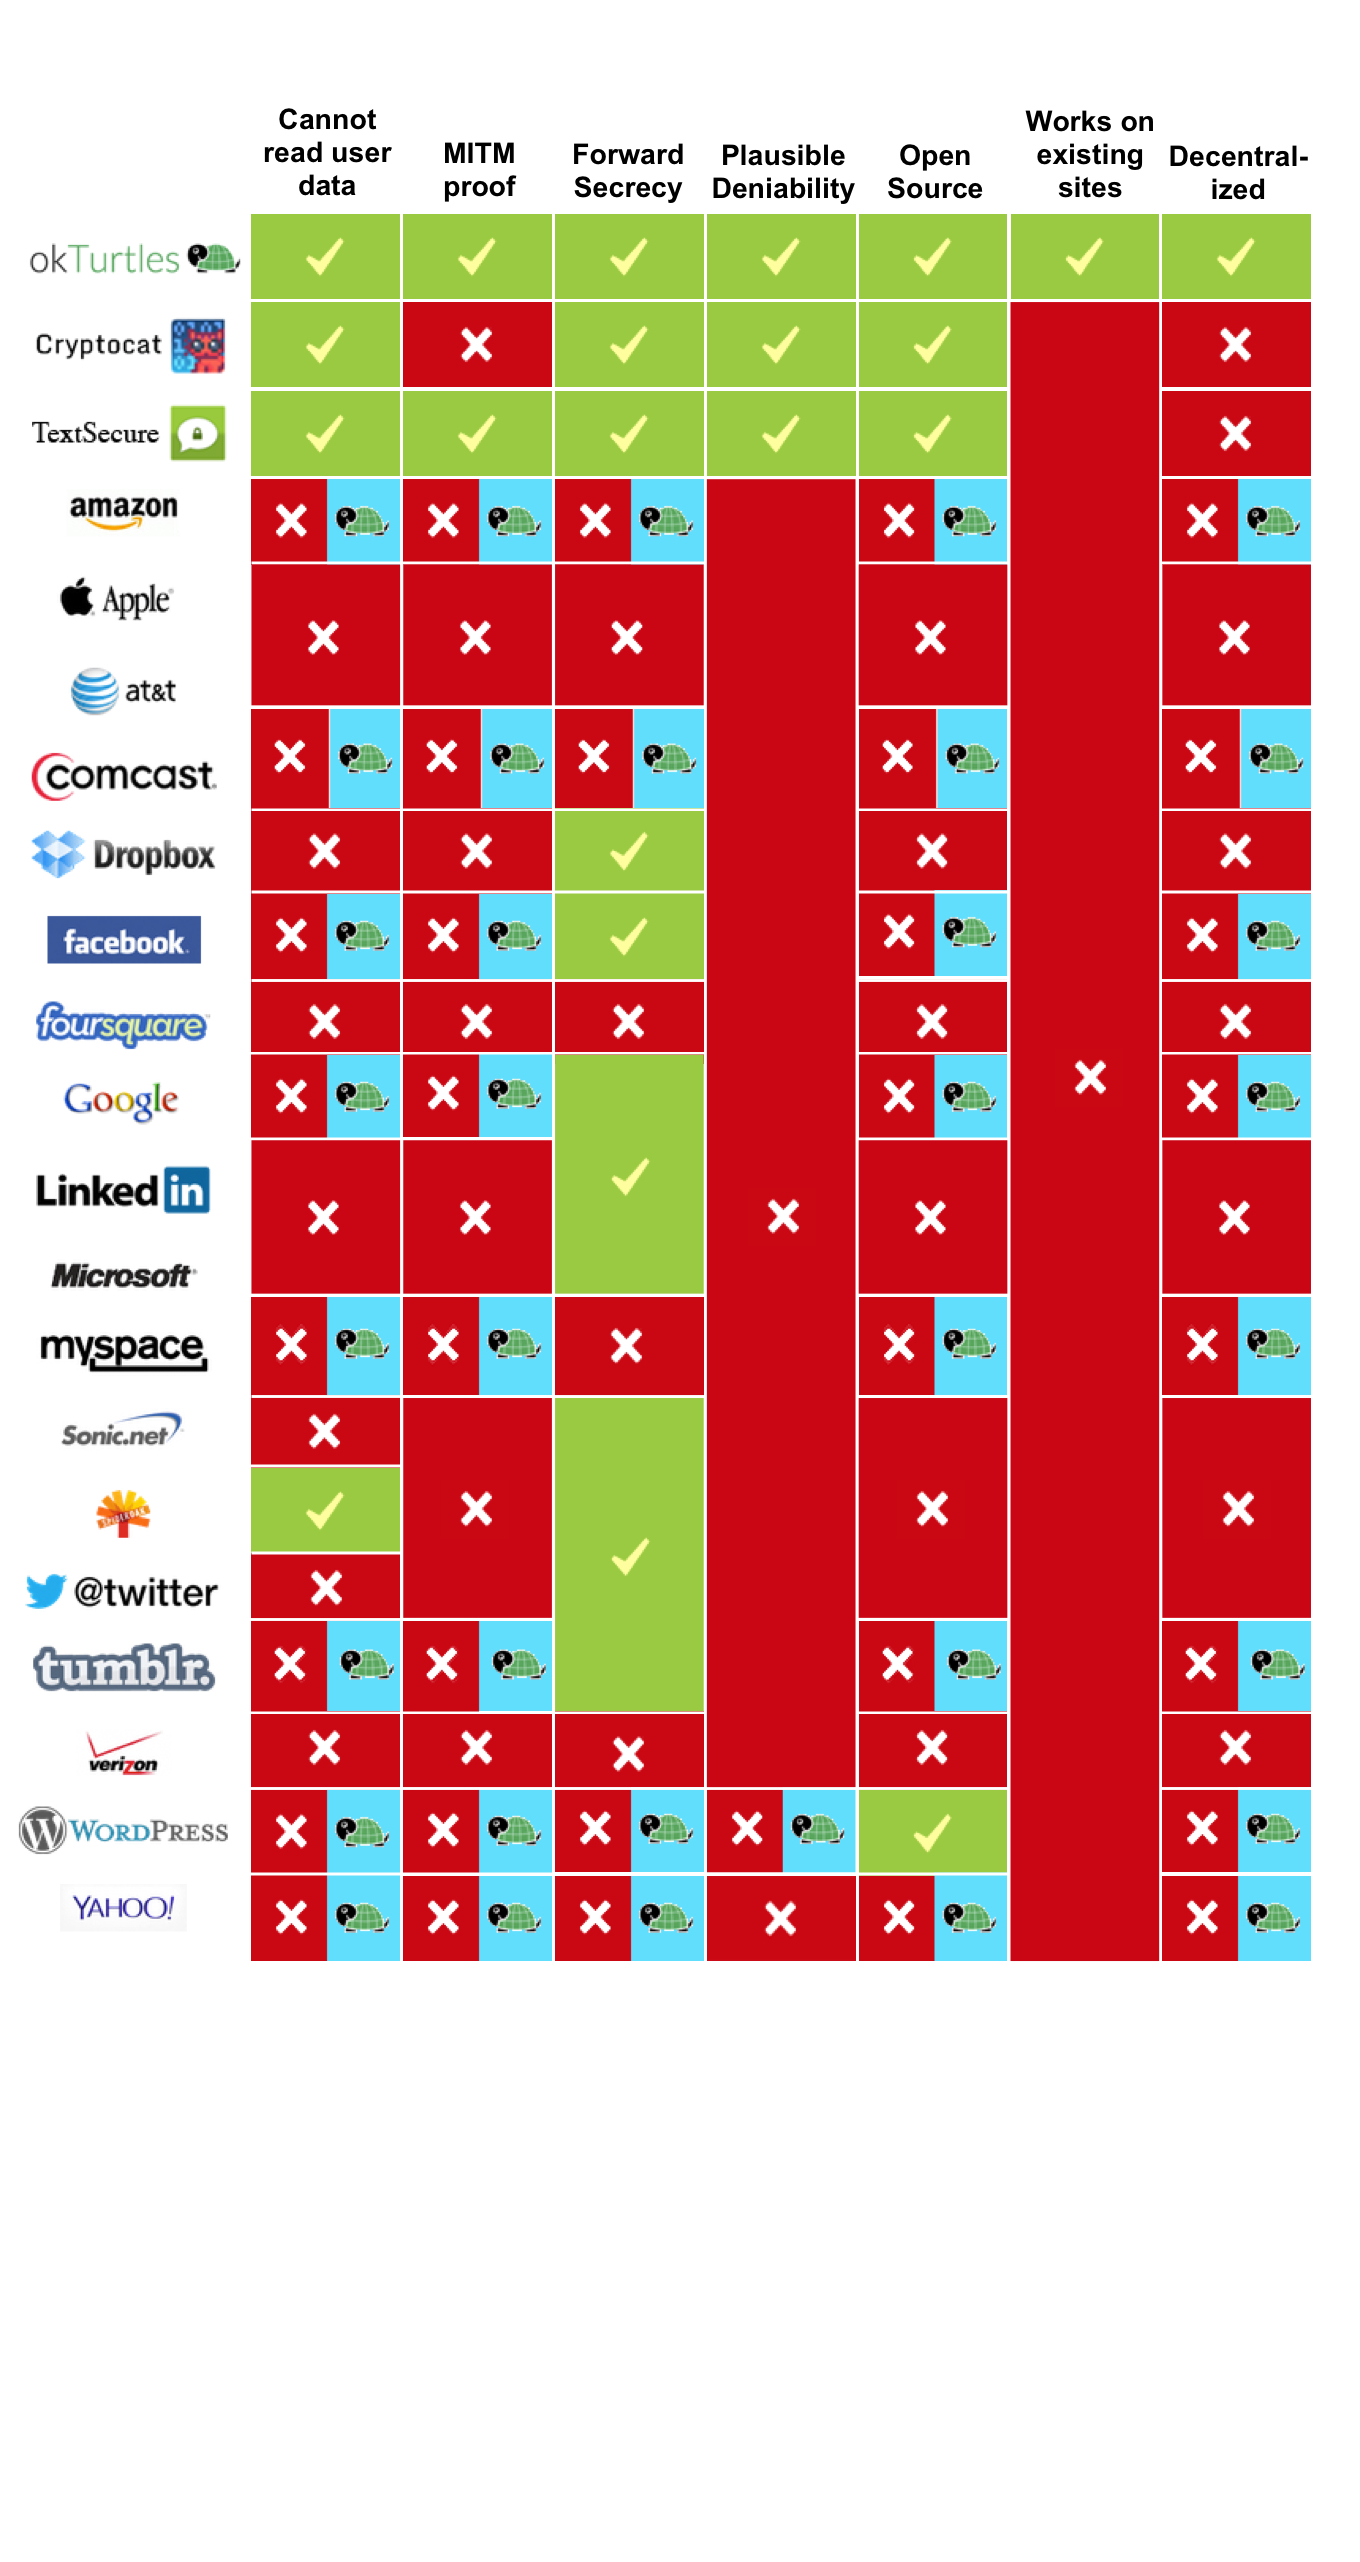 Cannot
read user
data
MITM
proof
Forward
Secrecy
Plausible
Deniability
Open
Source
Works on
existing
sites
Decentral-
ized
okTurtles
Cryptocat
TextSecure
amazon
Apple
at&t
comcast
Dropbox
facebook
foursquare
Google
Linked in
Microsoft
myspace
Sonic.net
SPIDEROAK
@twitter
tumblr.
verizon
WORDPRESS
YAHOO!